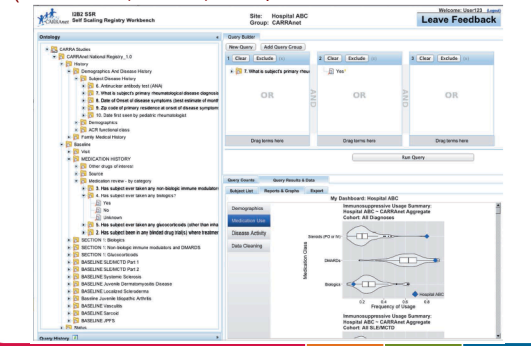 I2B2 SSR
Self Scaling Registry Workbench
CARRAnet
Site: Hospital ABC
Group: CARRAnet
Welcome: User123 (Logout)
Leave Feedback
Ontology
CARRA Studies
CARRAnet National Registry_1.0
History
Demographics And Disease History
Subject Disease History
6. Antinuclear antibody test (ANA)
7. What is subject's primary rheumatological disease diagnosis
8. Date of Onset of disease symptoms (best estimate of month
9. Zip code of primary residence at onset of disease symptom
10. Date first seen by pediatric rheumatologist
Demographics
ACR functional class
Family Medical History
Baseline
Visit
MEDICATION HISTORY
Other drugs of interest
Source
Medication review - by category
3. Has subject ever taken any non-biologic immune modulators
4. Has subject ever taken any biologics?
Yes
No
Unknown
5. Has subject ever taken any glucocorticoids (other than inha
2. Has subject been in any blinded drug trial(s) where treatmen
SECTION 1: Biologics
SECTION 1: Non-biologic immune modulators and DMARDS
SECTION 1: Glucocorticoids
BASELINE SLE/MCTD Part 1
BASELINE SLE/MCTD Part 2
BASELINE Systemic Sclerosis
BASELINE Juvenile Dermatomyositis Disease
BASELINE Localized Scleroderma
Baseline Juvenile Idiopathic Arthritis
BASELINE Vasculitis
BASELINE Sarcoid
BASELINE JPFS
Status
Query History
Query Builder
New Query Add Query Group
1 Clear Exclude 2 Clear Exclude 3 Clear Exclude
7. What is subject's primary rheu Yes
OR AND OR AND OR
Drag terms here Drag terms here Drag terms here
Run Query
Query Counts Query Results & Data
Subject List Reports & Graphs Export
My Dashboard: Hospital ABC
Demographics
Medication Use
Disease Activity
Data Cleaning
Immunosuppressive Usage Summary:
Hospital ABC - CARRAnet Aggregate
Cohort: All Diagnoses
Medication Class
Steroids (PO or IV)
DMARDs
Biologics
Hospital ABC
0.2 0.4 0.6 0.8
Frequency of Usage
Immunosuppressive Usage Summary:
Hospital ABC - CARRAnet Aggregate
Cohort: All SLE/MCTD